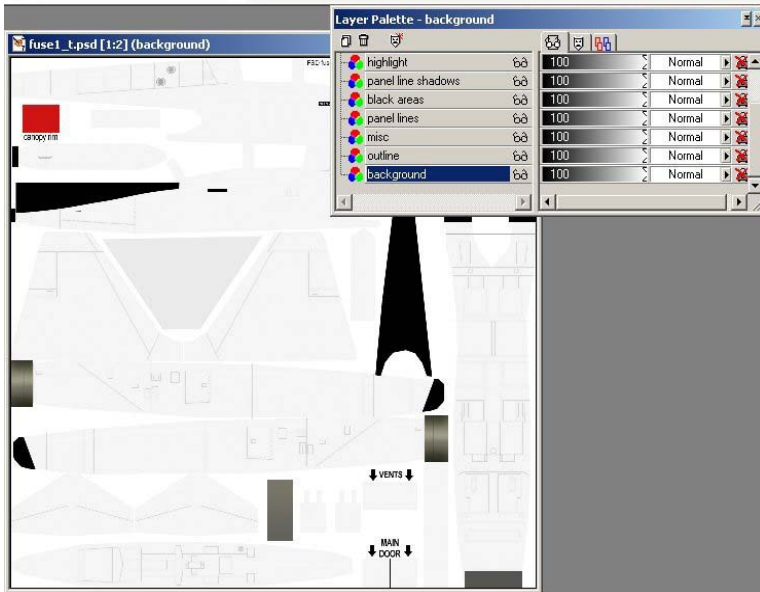 Layer Palette - background
fuse1_t.psd [1:2] (background)
highlight 100 Normal
panel line shadows 100 Normal
black areas 100 Normal
panel lines 100 Normal
misc 100 Normal
outline 100 Normal
background 100 Normal
canopy rim
VENTS
MAIN
DOOR